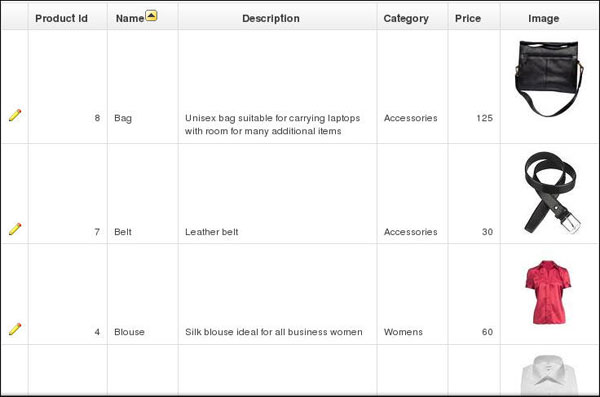 Product Id Name Description Category Price Image
8 Bag Unisex bag suitable for carrying laptops Accessories 125
with room for many additional items
7 Belt Leather belt Accessories 30
4 Blouse Silk blouse ideal for all business women Womens 60